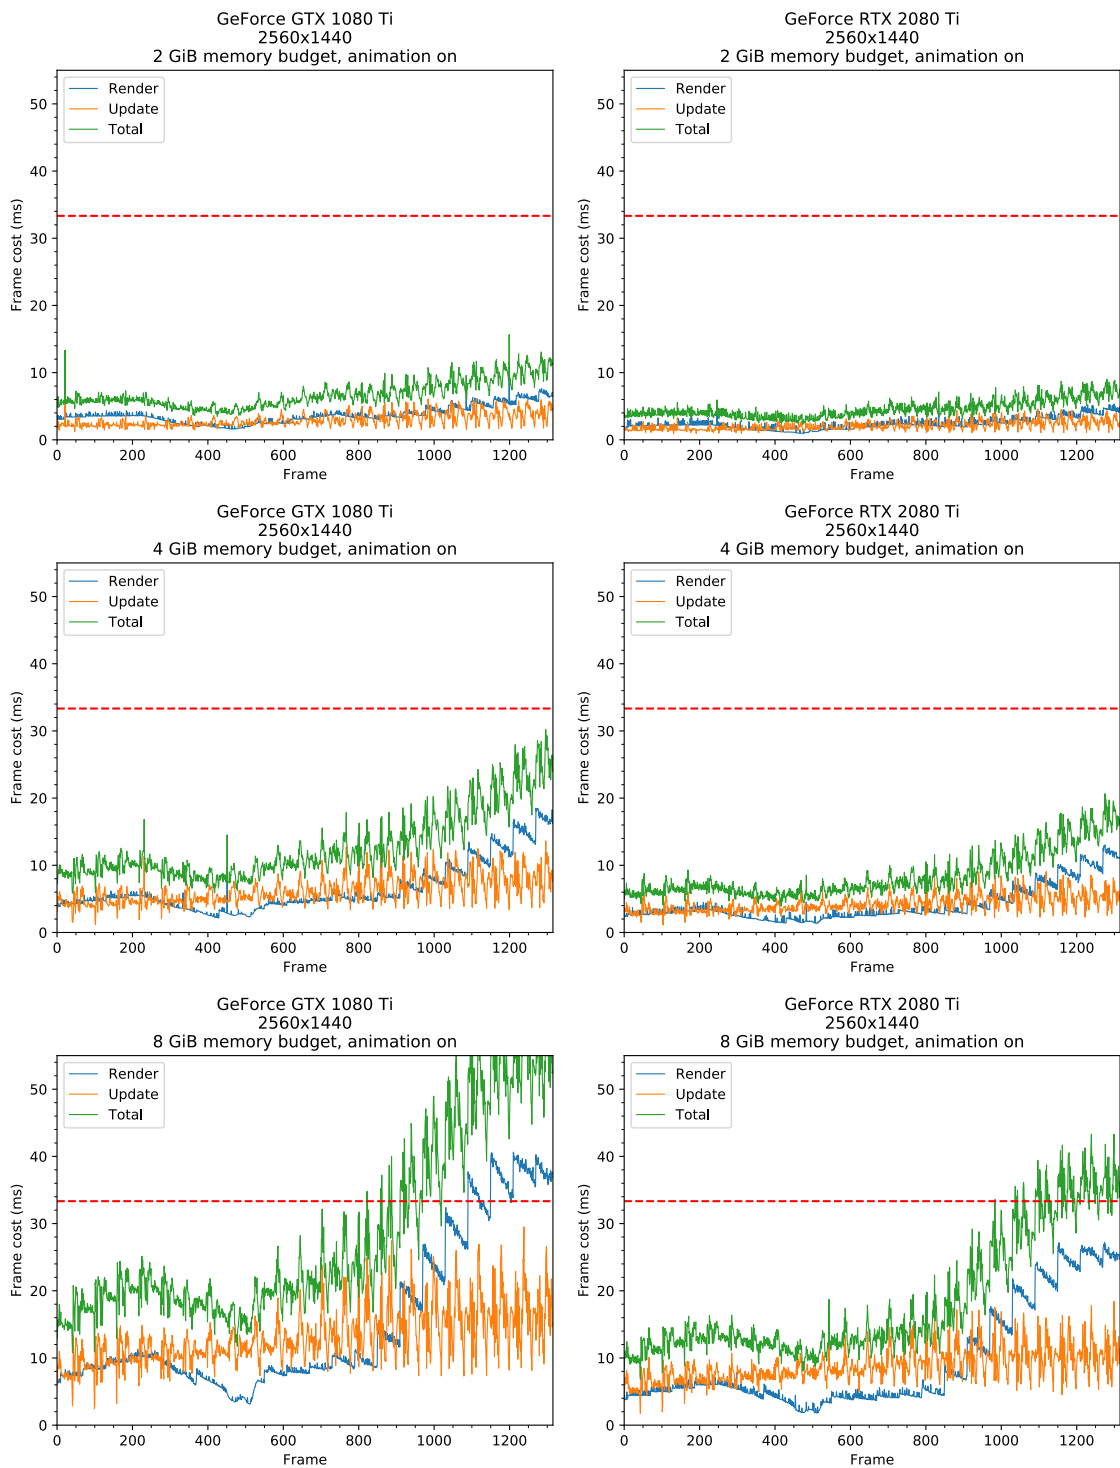 GeForce GTX 1080 Ti
2560x1440
2 GiB memory budget, animation on
Render
Update
Total
Frame cost (ms)
50
40
30
20
10
0
0 200 400 600 800 1000 1200
Frame
GeForce RTX 2080 Ti
2560x1440
2 GiB memory budget, animation on
Render
Update
Total
Frame cost (ms)
50
40
30
20
10
0
0 200 400 600 800 1000 1200
Frame
GeForce GTX 1080 Ti
2560x1440
4 GiB memory budget, animation on
Render
Update
Total
Frame cost (ms)
50
40
30
20
10
0
0 200 400 600 800 1000 1200
Frame
GeForce RTX 2080 Ti
2560x1440
4 GiB memory budget, animation on
Render
Update
Total
Frame cost (ms)
50
40
30
20
10
0
0 200 400 600 800 1000 1200
Frame
GeForce GTX 1080 Ti
2560x1440
8 GiB memory budget, animation on
Render
Update
Total
Frame cost (ms)
50
40
30
20
10
0
0 200 400 600 800 1000 1200
Frame
GeForce RTX 2080 Ti
2560x1440
8 GiB memory budget, animation on
Render
Update
Total
Frame cost (ms)
50
40
30
20
10
0
0 200 400 600 800 1000 1200
Frame